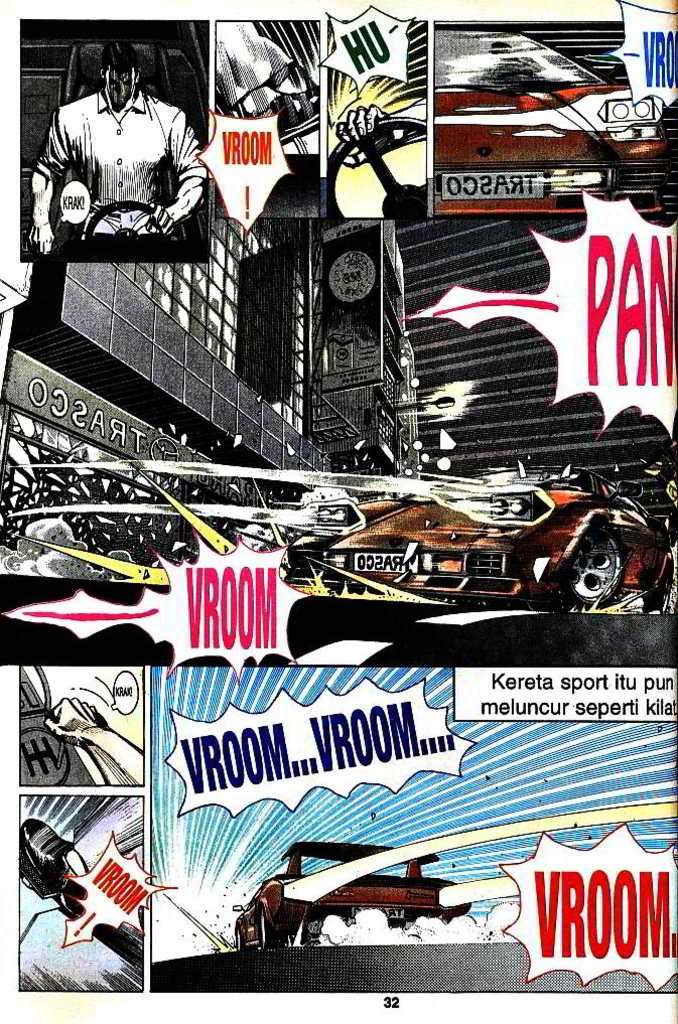 KRAK!
VROOM
!
HU
VROO
TRASCO
PAN
TRASCO
TRASCO
VROOM
KRAK!
VROOM...VROOM....
Kereta sport itu pun
meluncur seperti kilat
VROOM
!
VROOM.
32